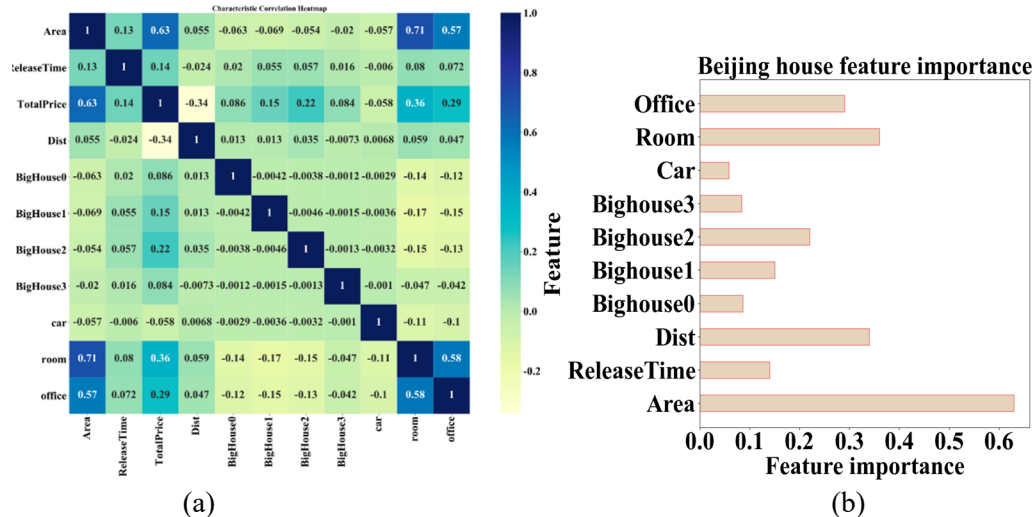 Characteristic Correlation Heatmap
Area 1 0.13 0.63 0.055 -0.063 -0.069 -0.054 -0.02 -0.057 0.71 0.57
ReleaseTime 0.13 1 0.14 -0.024 0.02 0.055 0.057 0.016 -0.006 0.08 0.072
TotalPrice 0.63 0.14 1 -0.34 0.086 0.15 0.22 0.084 -0.058 0.36 0.29
Dist 0.055 -0.024 -0.34 1 0.013 0.013 0.035 -0.0073 0.0068 0.059 0.047
BigHouse0 -0.063 0.02 0.086 0.013 1 -0.0042 -0.0038 -0.0012 -0.0029 -0.14 -0.12
BigHouse1 -0.069 0.055 0.15 0.013 -0.0042 1 -0.0046 -0.0015 -0.0036 -0.17 -0.15
BigHouse2 -0.054 0.057 0.22 0.035 -0.0038 -0.0046 1 -0.0013 -0.0032 -0.15 -0.13
BigHouse3 -0.02 0.016 0.084 -0.0073 -0.0012 -0.0015 -0.0013 1 -0.001 -0.047 -0.042
car -0.057 -0.006 -0.058 0.0068 -0.0029 -0.0036 -0.0032 -0.001 1 -0.11 -0.1
room 0.71 0.08 0.36 0.059 -0.14 -0.17 -0.15 -0.047 -0.11 1 0.58
office 0.57 0.072 0.29 0.047 -0.12 -0.15 -0.13 -0.042 -0.1 0.58 1
Area ReleaseTime TotalPrice Dist BigHouse0 BigHouse1 BigHouse2 BigHouse3 car room office
1.0
0.8
0.6
0.4
0.2
0.0
-0.2
(a)
Beijing house feature importance
Feature
Office
Room
Car
Bighouse3
Bighouse2
Bighouse1
Bighouse0
Dist
ReleaseTime
Area
0.0 0.1 0.2 0.3 0.4 0.5 0.6
Feature importance
(b)